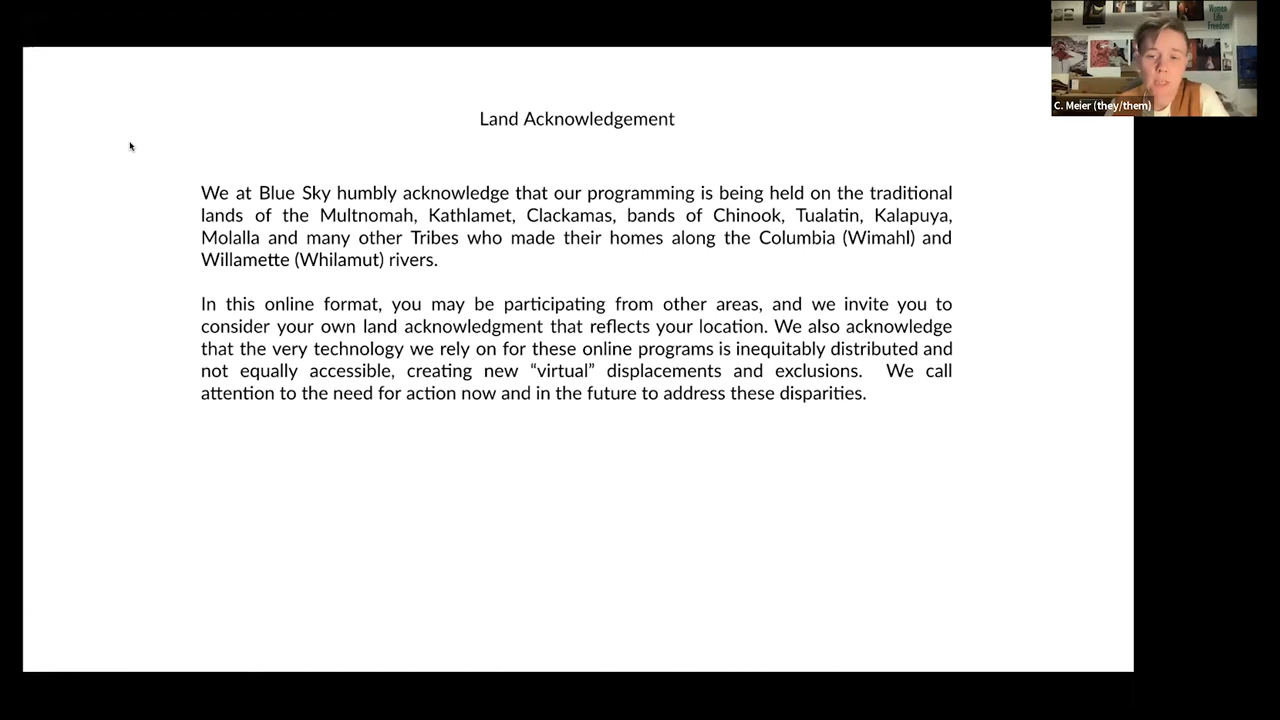 Women
Life
Freedom
C. Meier (they/them)
Land Acknowledgement
We at Blue Sky humbly acknowledge that our programming is being held on the traditional
lands of the Multnomah, Kathlamet, Clackamas, bands of Chinook, Tualatin, Kalapuya,
Molalla and many other Tribes who made their homes along the Columbia (Wimahl) and
Willamette (Whilamut) rivers.
In this online format, you may be participating from other areas, and we invite you to
consider your own land acknowledgment that reflects your location. We also acknowledge
that the very technology we rely on for these online programs is inequitably distributed and
not equally accessible, creating new “virtual” displacements and exclusions.  We call
attention to the need for action now and in the future to address these disparities.